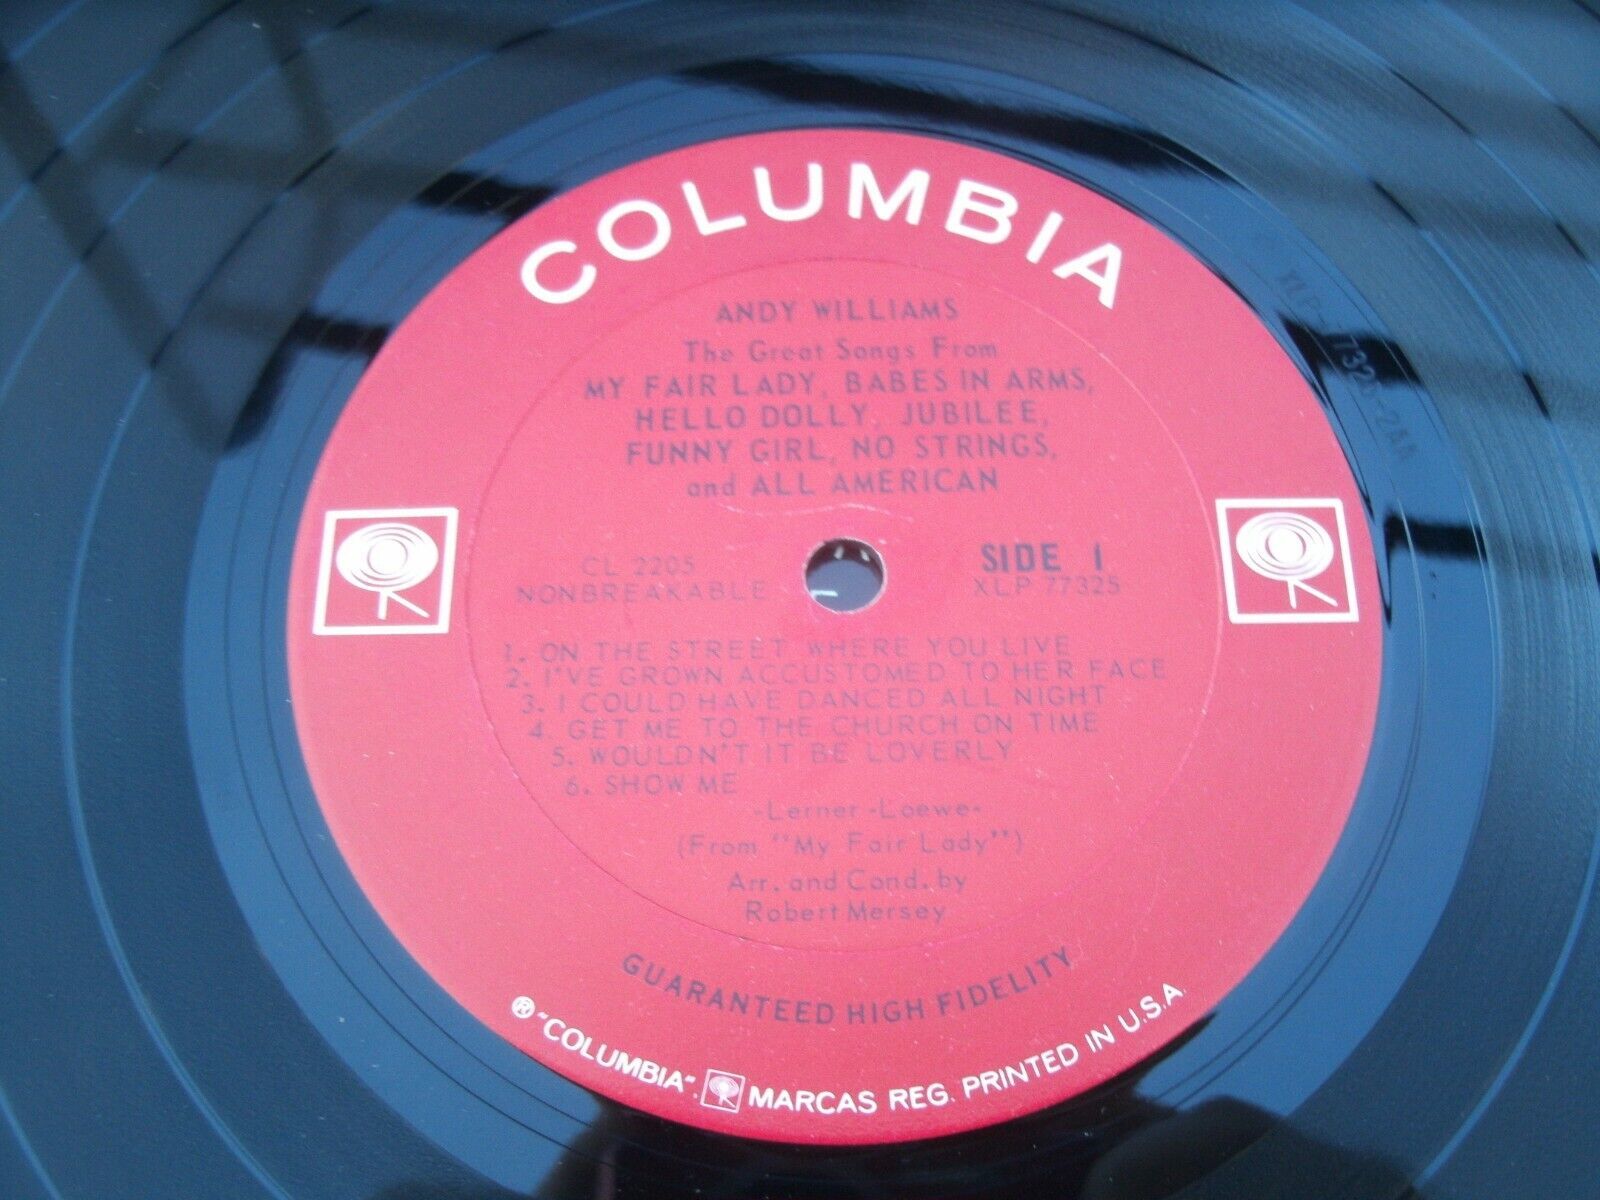 COLUMBIA
ANDY WILLIAMS
The Great Songs From
MY FAIR LADY, BABES IN ARMS,
HELLO DOLLY, JUBILEE,
FUNNY GIRL, NO STRINGS,
and ALL AMERICAN
CL 2205
NONBREAKABLE
SIDE 1
XLP 77325
1. ON THE STREET WHERE YOU LIVE
2. I'VE GROWN ACCUSTOMED TO HER FACE
3. I COULD HAVE DANCED ALL NIGHT
4. GET ME TO THE CHURCH ON TIME
5. WOULDN'T IT BE LOVERLY
6. SHOW ME
-Lerner -Loewe-
(From "My Fair Lady")
Arr. and Cond. by
Robert Mersey
GUARANTEED HIGH FIDELITY
® "COLUMBIA", MARCAS REG. PRINTED IN U.S.A.